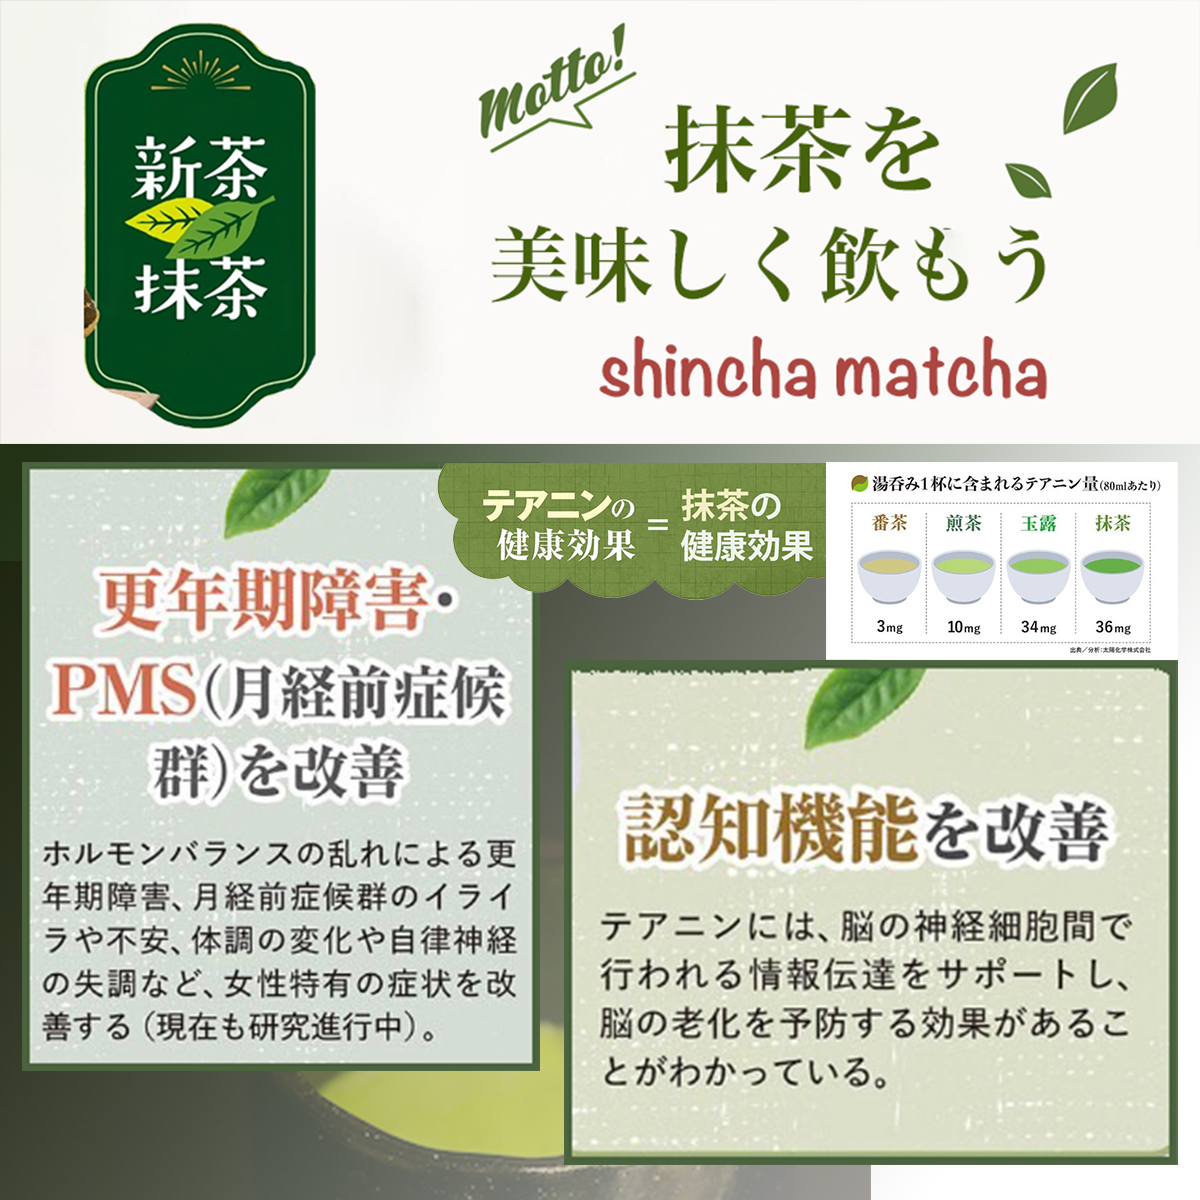 新茶
抹茶
Motto!
抹茶を
美味しく飲もう
shincha matcha
テアニンの
健康効果
=
抹茶の
健康効果
湯呑み1杯に含まれるテアニン量(80mlあたり)
番茶 煎茶 玉露 抹茶
3mg 10mg 34mg 36mg
出典/分析:太陽化学株式会社
更年期障害・
PMS(月経前症候
群)を改善
ホルモンバランスの乱れによる更
年期障害、月経前症候群のイライ
ラや不安、体調の変化や自律神経
の失調など、女性特有の症状を改
善する(現在も研究進行中)。
認知機能を改善
テアニンには、脳の神経細胞間で
行われる情報伝達をサポートし、
脳の老化を予防する効果があるこ
とがわかっている。